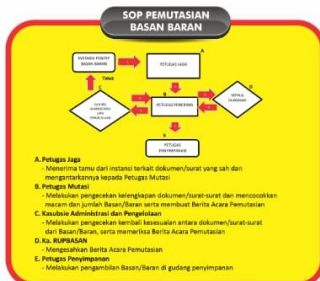 SOP PEMUTASIAN
BASAN BARAN
A
PETUGAS JAGA
TIDAK
C
D
B
E
PETUGAS
PENYIMPANAN
A. Petugas Jaga
- Menerima tamu dari instansi terkait dokumen/surat yang sah dan
mengantarkannya kepada Petugas Mutasi
B. Petugas Mutasi
- Melakukan pengecekan kelengkapan dokumen/surat-surat dan mencocokkan
macam dan jumlah Basan/Baran serta membuat Berita Acara Pemutasian
C. Kasubsie Administrasi dan Pengelolaan
- Melakukan pengecekan kembali kesesuaian antara dokumen/surat-surat
dari Basan/Baran, serta memeriksa Berita Acara Pemutasian
D. Ka. RUPBASAN
- Mengesahkan Berita Acara Pemutasian
E. Petugas Penyimpanan
- Melakukan pengambilan Basan/Baran di gudang penyimpanan